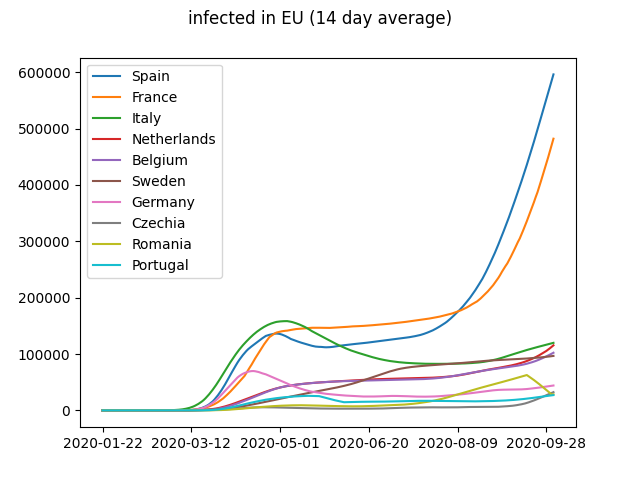 infected in EU (14 day average)
600000
500000
400000
300000
200000
100000
0
Spain
France
Italy
Netherlands
Belgium
Sweden
Germany
Czechia
Romania
Portugal
2020-01-22 2020-03-12 2020-05-01 2020-06-20 2020-08-09 2020-09-28